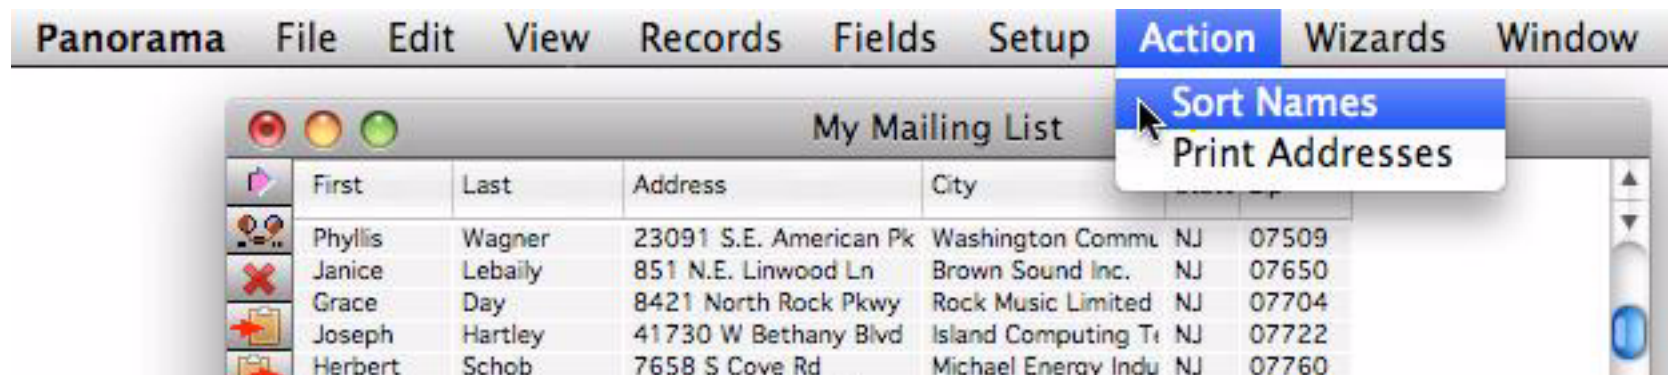 Panorama File Edit View Records Fields Setup Action Wizards Window
Sort Names
Print Addresses
My Mailing List
First Last Address City
Phyllis Wagner 23091 S.E. American Pk Washington Commu NJ 07509
Janice Lebaily 851 N.E. Linwood Ln Brown Sound Inc. NJ 07650
Grace Day 8421 North Rock Pkwy Rock Music Limited NJ 07704
Joseph Hartley 41730 W Bethany Blvd Island Computing Te NJ 07722
Herbert Schob 7658 S Cove Rd Michael Energy Indu NJ 07760